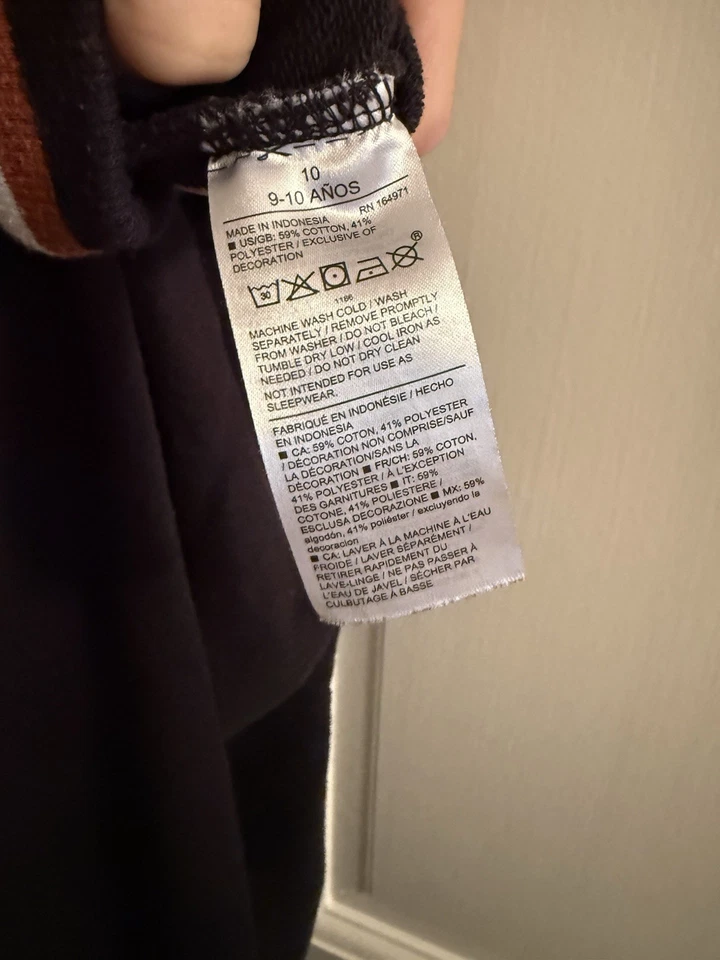 10
9-10 AÑOS
RN 164971
MADE IN INDONESIA
■ US/GB: 59% COTTON, 41%
POLYESTER / EXCLUSIVE OF
DECORATION
30
®
1166
MACHINE WASH COLD / WASH
SEPARATELY / REMOVE PROMPTLY
FROM WASHER / DO NOT BLEACH /
TUMBLE DRY LOW / COOL IRON AS
NEEDED / DO NOT DRY CLEAN
NOT INTENDED FOR USE AS
SLEEPWEAR.
FABRIQUÉ EN INDONÉSIE / HECHO
EN INDONESIA
■ CA: 59% COTON, 41% POLYESTER
/ DÉCORATION NON COMPRISE/SAUF
LA DÉCORATION/SANS LA
DÉCORATION ■ FR/CH: 59% COTON,
41% POLYESTER / À L'EXCEPTION
DES GARNITURES ■ IT: 59%
COTONE, 41% POLIESTERE /
ESCLUSA DECORAZIONE ■ MX: 59%
algodón, 41% poliéster / excluyendo la
decoracion
■ CA: LAVER À LA MACHINE À L'EAU
FROIDE / LAVER SÉPARÉMENT /
RETIRER RAPIDEMENT DU
LAVE-LINGE / NE PAS PASSER À
L'EAU DE JAVEL / SÉCHER PAR
CULBUTAGE À BASSE